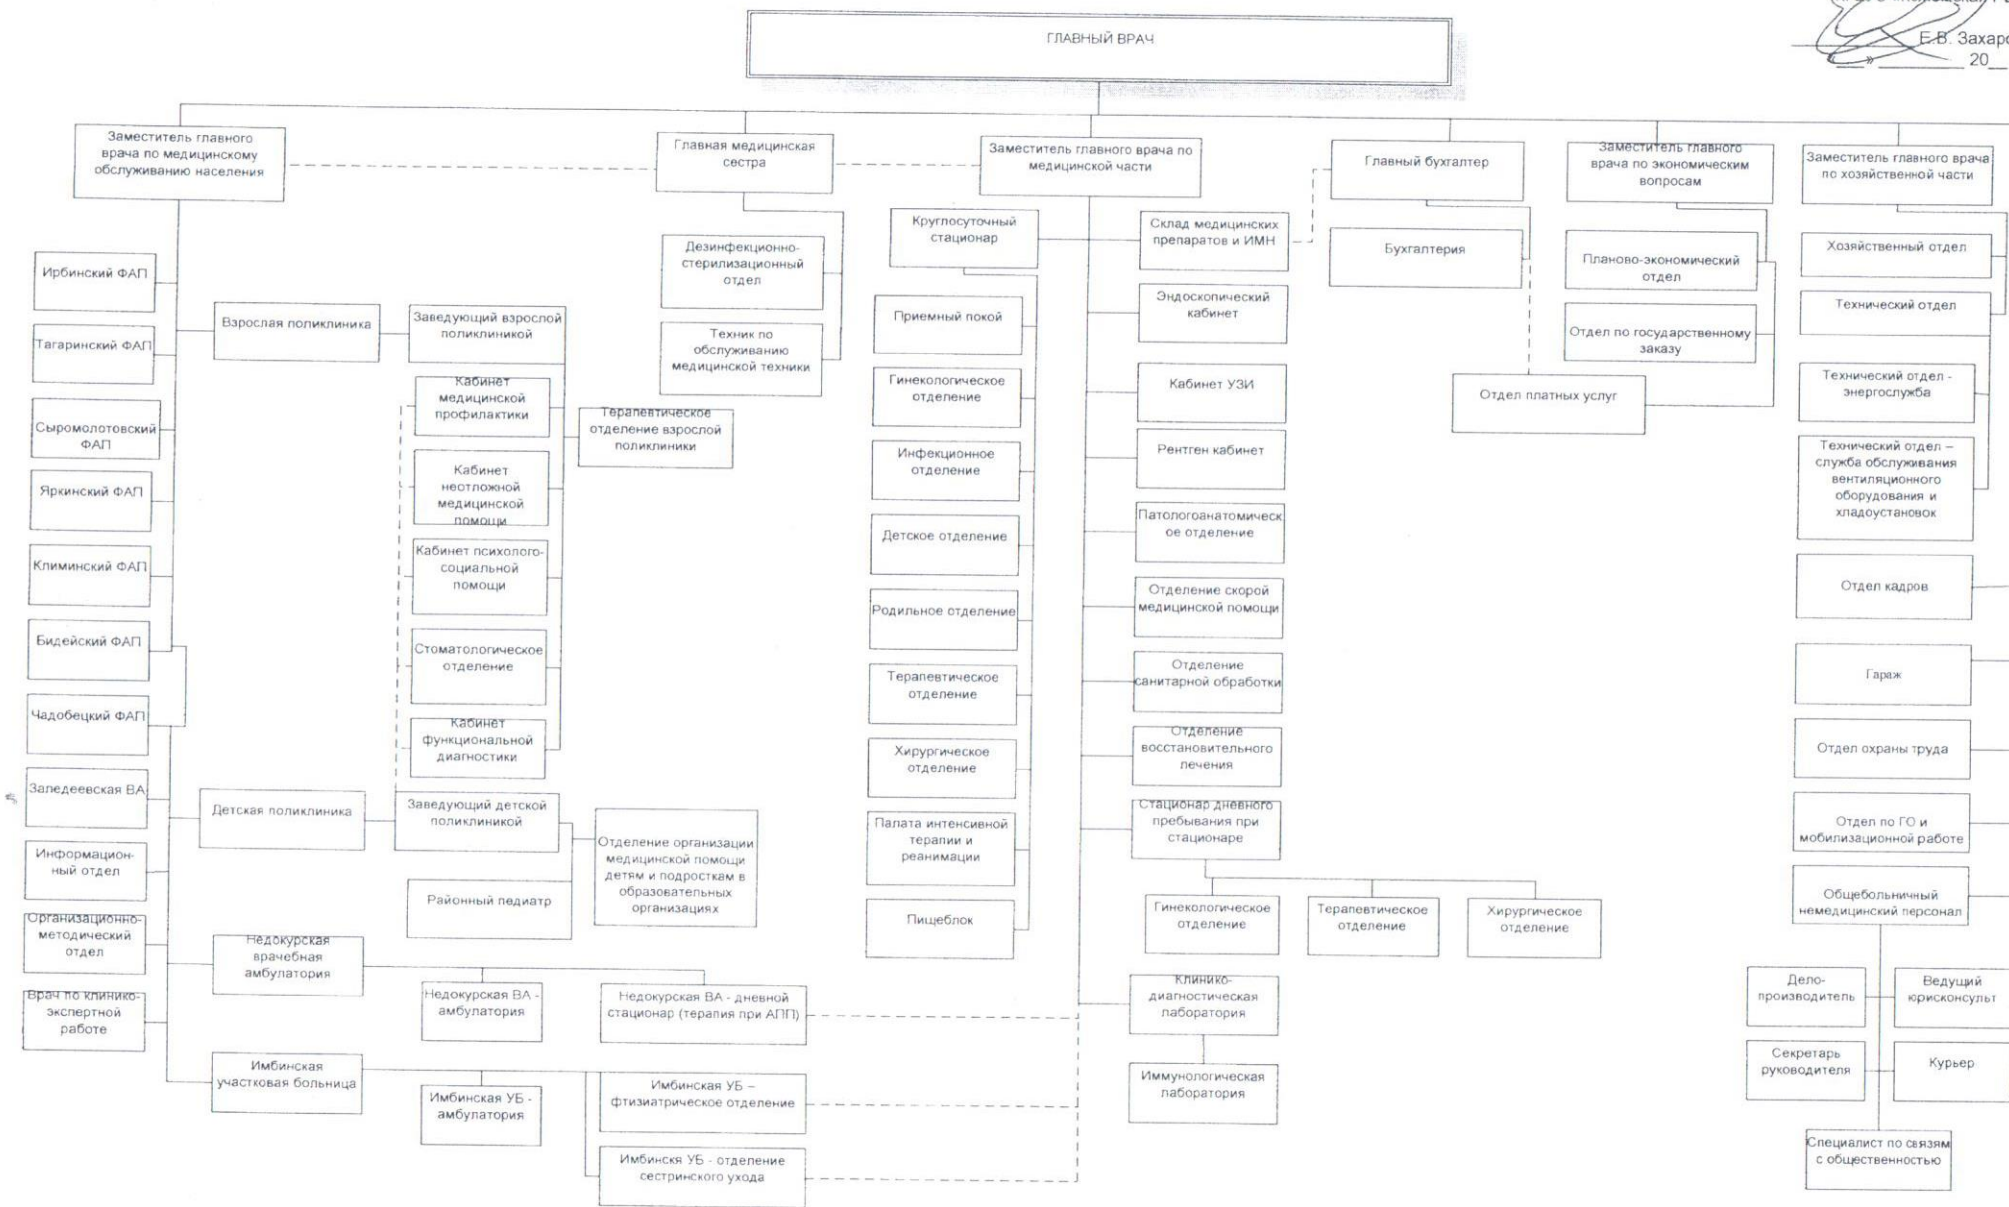 Е.В. Захаро
«__» ________ 20__
ГЛАВНЫЙ ВРАЧ
Заместитель главного
врача по медицинскому
обслуживанию населения
Главная медицинская
сестра
Заместитель главного врача по
медицинской части
Главный бухгалтер
Заместитель главного
врача по экономическим
вопросам
Заместитель главного врача
по хозяйственной части
Ирбинский ФАП
Тагаринский ФАП
Сыромолотовский
ФАП
Яркинский ФАП
Климинский ФАП
Бидейский ФАП
Чадобецкий ФАП
Заледеевская ВА
Информацион-
ный отдел
Организационно-
методический
отдел
Врач по клинико-
экспертной
работе
Взрослая поликлиника
Заведующий взрослой
поликлиникой
Кабинет
медицинской
профилактики
Кабинет
неотложной
медицинской
помощи
Кабинет психолого-
социальной
помощи
Стоматологическое
отделение
Кабинет
функциональной
диагностики
Терапевтическое
отделение взрослой
поликлиники
Детская поликлиника
Заведующий детской
поликлиникой
Районный педиатр
Отделение организации
медицинской помощи
детям и подросткам в
образовательных
организациях
Недокурская
врачебная
амбулатория
Недокурская ВА -
амбулатория
Недокурская ВА - дневной
стационар (терапия при АПП)
Имбинская
участковая больница
Имбинская УБ -
амбулатория
Имбинская УБ –
фтизиатрическое отделение
Имбинскя УБ - отделение
сестринского ухода
Дезинфекционно-
стерилизационный
отдел
Техник по
обслуживанию
медицинской техники
Круглосуточный
стационар
Приемный покой
Гинекологическое
отделение
Инфекционное
отделение
Детское отделение
Родильное отделение
Терапевтическое
отделение
Хирургическое
отделение
Палата интенсивной
терапии и
реанимации
Пищеблок
Склад медицинских
препаратов и ИМН
Эндоскопический
кабинет
Кабинет УЗИ
Рентген кабинет
Патологоанатомическ
ое отделение
Отделение скорой
медицинской помощи
Отделение
санитарной обработки
Отделение
восстановительного
лечения
Стационар дневного
пребывания при
стационаре
Гинекологическое
отделение
Терапевтическое
отделение
Хирургическое
отделение
Клинико-
диагностическая
лаборатория
Иммунологическая
лаборатория
Бухгалтерия
Планово-экономический
отдел
Отдел по государственному
заказу
Отдел платных услуг
Хозяйственный отдел
Технический отдел
Технический отдел -
энергослужба
Технический отдел –
служба обслуживания
вентиляционного
оборудования и
хладоустановок
Отдел кадров
Гараж
Отдел охраны труда
Отдел по ГО и
мобилизационной работе
Общебольничный
немедицинский персонал
Дело-
производитель
Ведущий
юрисконсульт
Секретарь
руководителя
Курьер
Специалист по связям
с общественностью